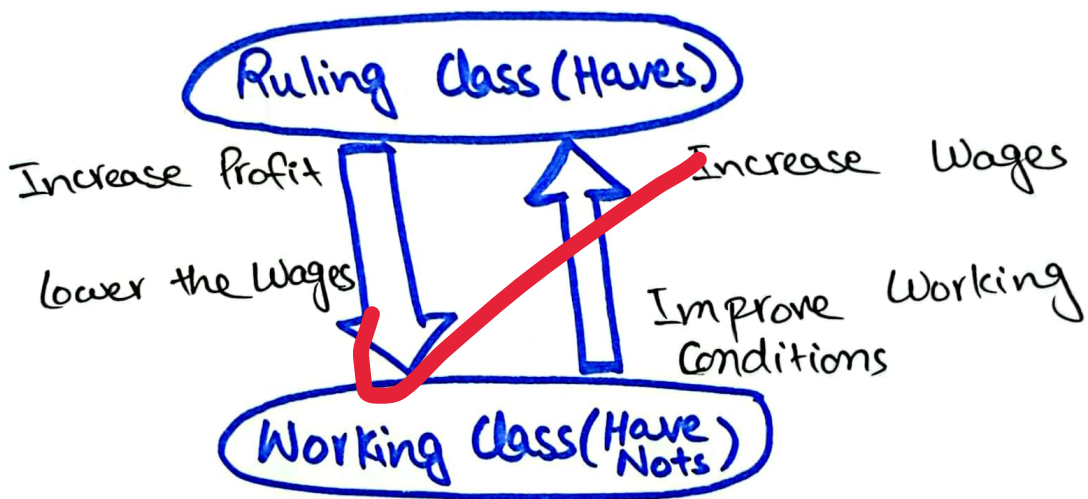 Ruling Class (Haves)
Increase Profit
Increase Wages
Lower the Wages
Improve Working
Conditions
Working Class (Have
Nots)